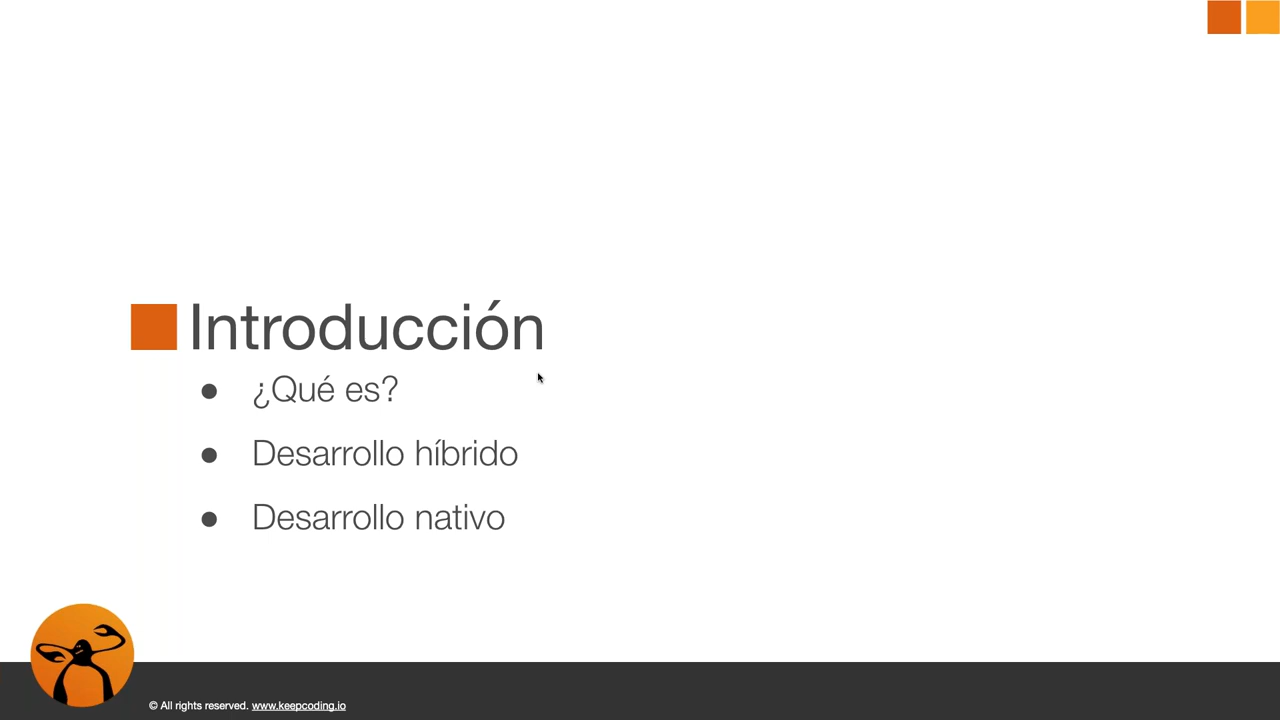 Introducción
● ¿Qué es?
● Desarrollo híbrido
● Desarrollo nativo
© All rights reserved. www.keepcoding.io